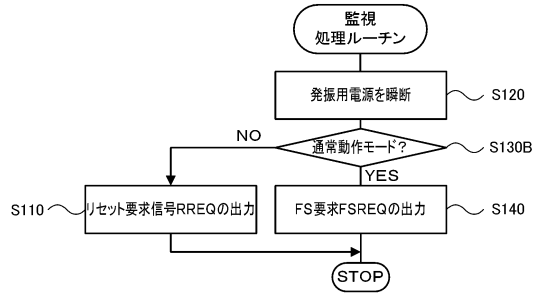 監視
処理ルーチン
発振用電源を瞬断
S120
通常動作モード?
S130B
NO
YES
S110
リセット要求信号RREQの出力
FS要求FSREQの出力
S140
STOP